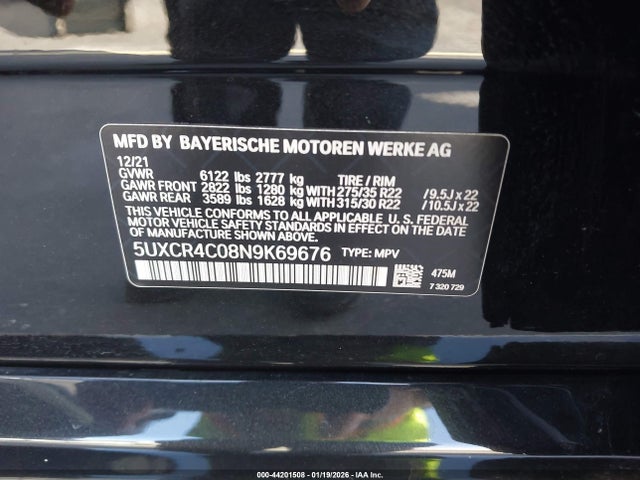 MFD BY BAYERISCHE MOTOREN WERKE AG
12/21
GVWR 6122 lbs 2777 kg TIRE / RIM
GAWR FRONT 2822 lbs 1280 kg WITH 275/35 R22 / 9.5J x 22
GAWR REAR 3589 lbs 1628 kg WITH 315/30 R22 / 10.5J x 22
THIS VEHICLE CONFORMS TO ALL APPLICABLE U. S. FEDERAL
MOTOR VEHICLE SAFETY STANDARDS IN EFFECT ON THE
DATE OF MANUFACTURE SHOWN ABOVE.
5UXCR4C08N9K69676 TYPE: MPV
475M
7 320 729
000-44201508 - 01/19/2026 - IAA Inc.